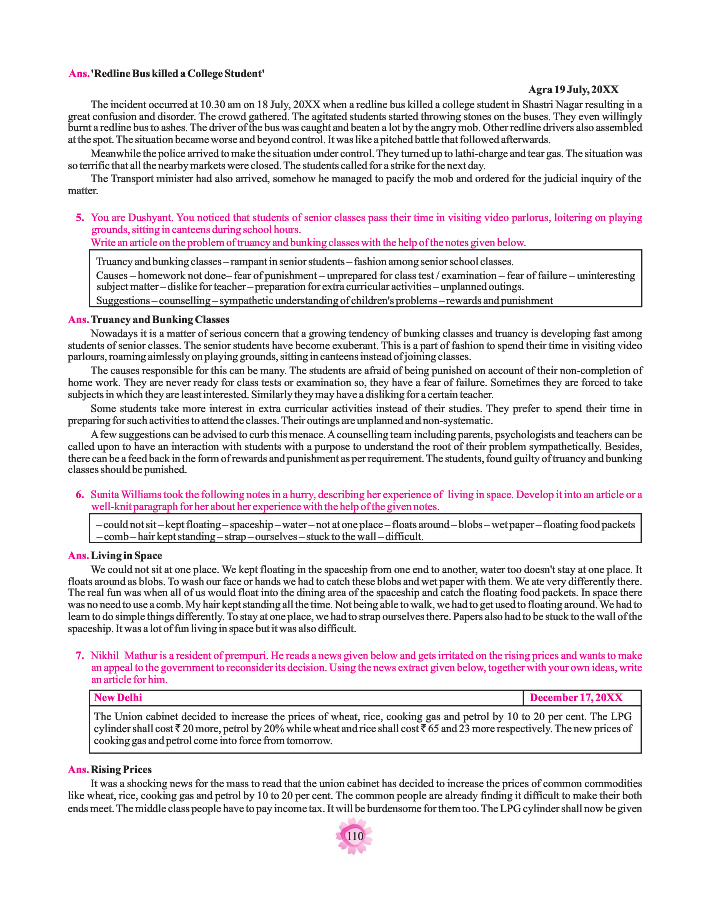 Ans. 'Redline Bus killed a College Student'
Agra 19 July, 20XX
The incident occurred at 10.30 am on 18 July, 20XX when a redline bus killed a college student in Shastri Nagar resulting in a
great confusion and disorder. The crowd gathered. The agitated students started throwing stones on the buses. They even willingly
burnt a redline bus to ashes. The driver of the bus was caught and beaten a lot by the angry mob. Other redline drivers also assembled
at the spot. The situation became worse and beyond control. It was like a pitched battle that followed afterwards.
Meanwhile the police arrived to make the situation under control. They turned up to lathi-charge and tear gas. The situation was
so terrific that all the nearby markets were closed. The students called for a strike for the next day.
The Transport minister had also arrived, somehow he managed to pacify the mob and ordered for the judicial inquiry of the
matter.
5. You are Dushyant. You noticed that students of senior classes pass their time in visiting video parlorus, loitering on playing
grounds, sitting in canteens during school hours.
Write an article on the problem of truancy and bunking classes with the help of the notes given below.
Truancy and bunking classes – rampant in senior students – fashion among senior school classes.
Causes – homework not done– fear of punishment – unprepared for class test / examination – fear of failure – uninteresting
subject matter – dislike for teacher – preparation for extra curricular activities – unplanned outings.
Suggestions – counselling – sympathetic understanding of children's problems – rewards and punishment
Ans. Truancy and Bunking Classes
Nowadays it is a matter of serious concern that a growing tendency of bunking classes and truancy is developing fast among
students of senior classes. The senior students have become exuberant. This is a part of fashion to spend their time in visiting video
parlours, roaming aimlessly on playing grounds, sitting in canteens instead of joining classes.
The causes responsible for this can be many. The students are afraid of being punished on account of their non-completion of
home work. They are never ready for class tests or examination so, they have a fear of failure. Sometimes they are forced to take
subjects in which they are least interested. Similarly they may have a disliking for a certain teacher.
Some students take more interest in extra curricular activities instead of their studies. They prefer to spend their time in
preparing for such activities to attend the classes. Their outings are unplanned and non-systematic.
A few suggestions can be advised to curb this menace. A counselling team including parents, psychologists and teachers can be
called upon to have an interaction with students with a purpose to understand the root of their problem sympathetically. Besides,
there can be a feed back in the form of rewards and punishment as per requirement. The students, found guilty of truancy and bunking
classes should be punished.
6. Sunita Williams took the following notes in a hurry, describing her experience of living in space. Develop it into an article or a
well-knit paragraph for her about her experience with the help of the given notes.
– could not sit – kept floating – spaceship – water – not at one place – floats around – blobs – wet paper – floating food packets
– comb – hair kept standing – strap – ourselves – stuck to the wall – difficult.
Ans. Living in Space
We could not sit at one place. We kept floating in the spaceship from one end to another, water too doesn't stay at one place. It
floats around as blobs. To wash our face or hands we had to catch these blobs and wet paper with them. We ate very differently there.
The real fun was when all of us would float into the dining area of the spaceship and catch the floating food packets. In space there
was no need to use a comb. My hair kept standing all the time. Not being able to walk, we had to get used to floating around. We had to
learn to do simple things differently. To stay at one place, we had to strap ourselves there. Papers also had to be stuck to the wall of the
spaceship. It was a lot of fun living in space but it was also difficult.
7. Nikhil Mathur is a resident of prempuri. He reads a news given below and gets irritated on the rising prices and wants to make
an appeal to the government to reconsider its decision. Using the news extract given below, together with your own ideas, write
an article for him.
New Delhi December 17, 20XX
The Union cabinet decided to increase the prices of wheat, rice, cooking gas and petrol by 10 to 20 per cent. The LPG
cylinder shall cost ₹ 20 more, petrol by 20% while wheat and rice shall cost ₹ 65 and 23 more respectively. The new prices of
cooking gas and petrol come into force from tomorrow.
Ans. Rising Prices
It was a shocking news for the mass to read that the union cabinet has decided to increase the prices of common commodities
like wheat, rice, cooking gas and petrol by 10 to 20 per cent. The common people are already finding it difficult to make their both
ends meet. The middle class people have to pay income tax. It will be burdensome for them too. The LPG cylinder shall now be given
110